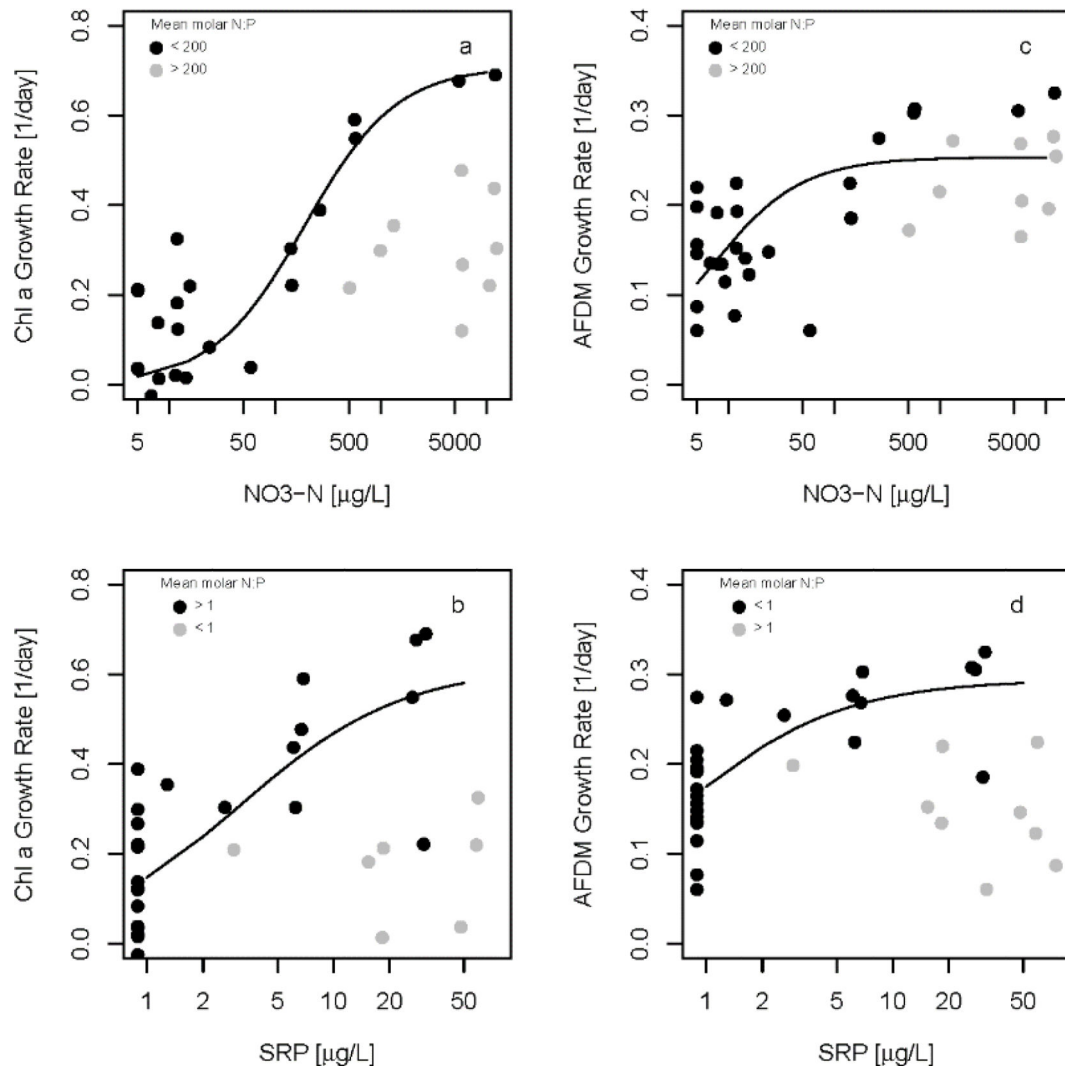 Mean molar N:P
< 200
> 200
a
Chl a Growth Rate [1/day]
0.0 0.2 0.4 0.6 0.8
5 50 500 5000
NO3−N [µg/L]
Mean molar N:P
< 200
> 200
c
AFDM Growth Rate [1/day]
0.0 0.1 0.2 0.3 0.4
5 50 500 5000
NO3−N [µg/L]
Mean molar N:P
> 1
< 1
b
Chl a Growth Rate [1/day]
0.0 0.2 0.4 0.6 0.8
1 2 5 10 20 50
SRP [µg/L]
Mean molar N:P
< 1
> 1
d
AFDM Growth Rate [1/day]
0.0 0.1 0.2 0.3 0.4
1 2 5 10 20 50
SRP [µg/L]